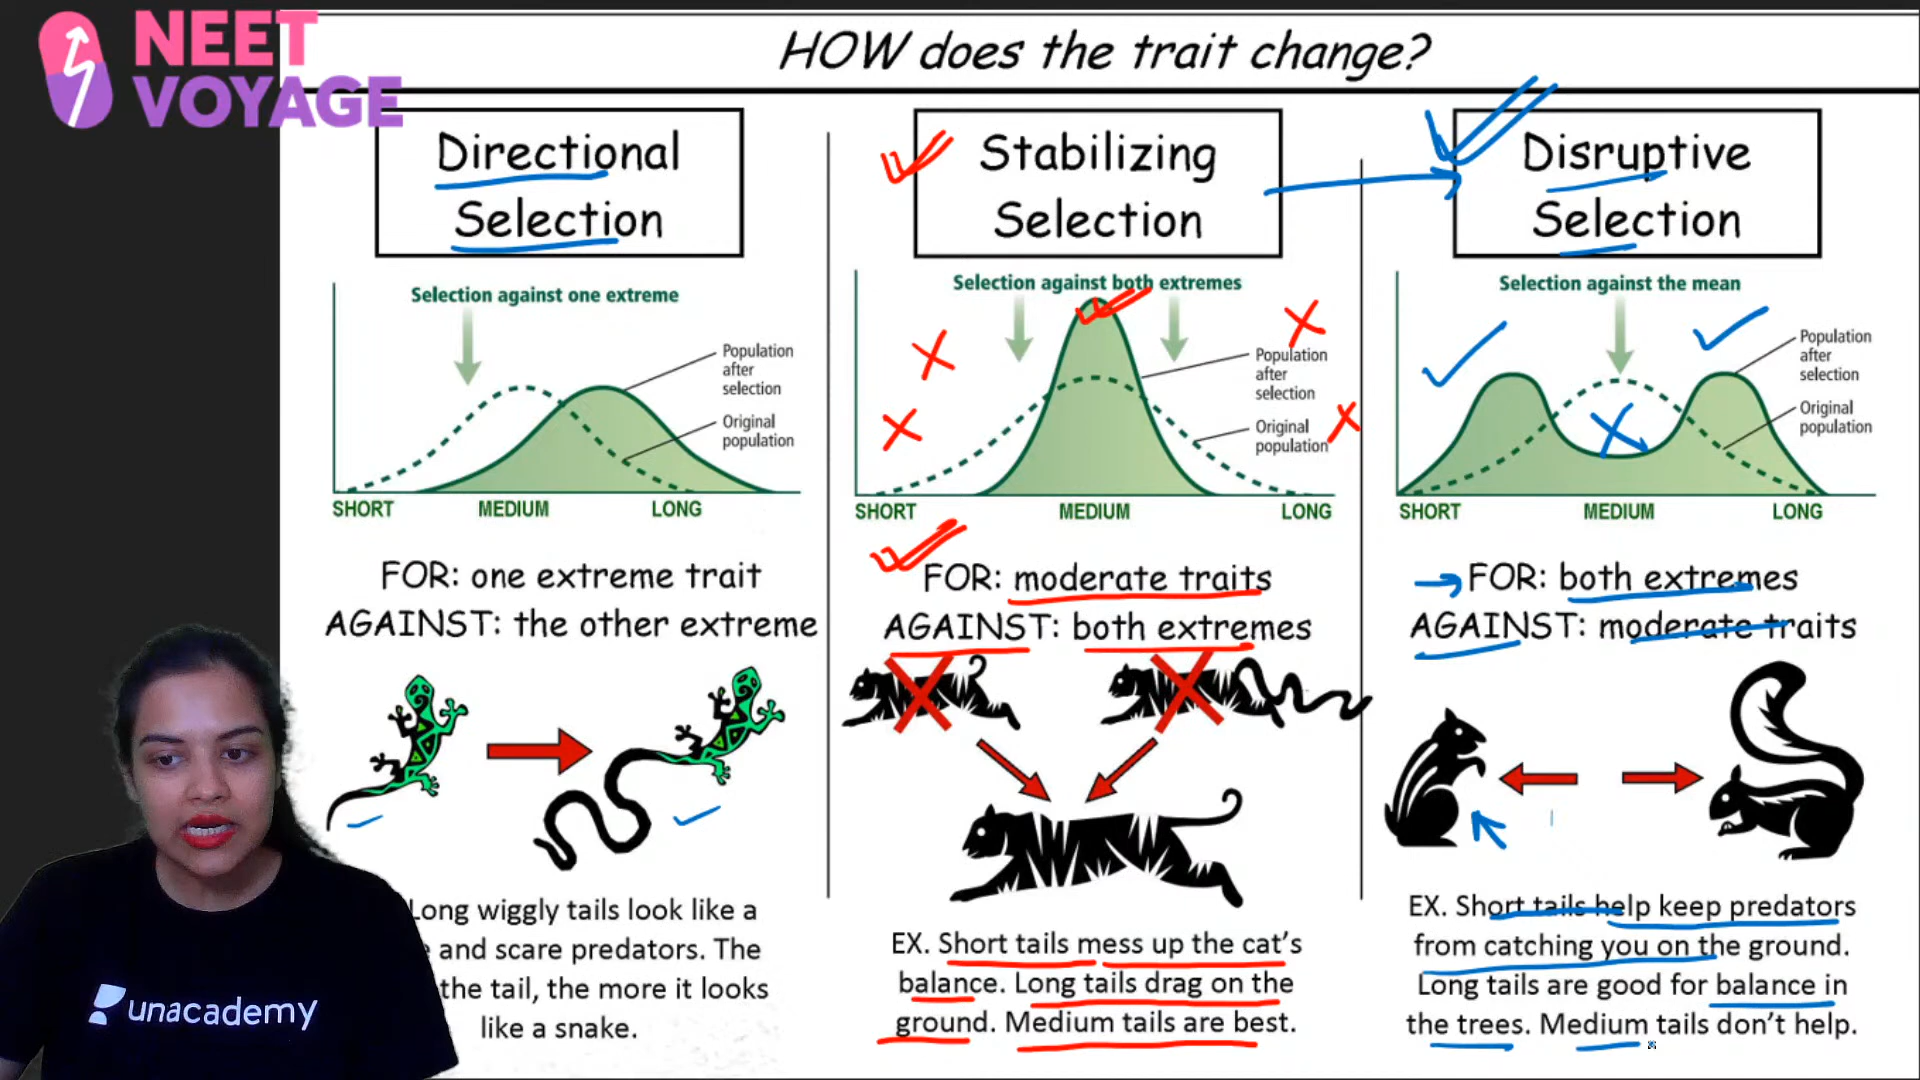 NEET
VOYAGE
HOW does the trait change?
Directional
Selection
Selection against one extreme
Population
after
selection
Original
population
SHORT MEDIUM LONG
FOR: one extreme trait
AGAINST: the other extreme
Long wiggly tails look like a
and scare predators. The
the tail, the more it looks
like a snake.
Stabilizing
Selection
Selection against both extremes
Population
after
selection
Original
population
SHORT MEDIUM LONG
FOR: moderate traits
AGAINST: both extremes
EX. Short tails mess up the cat's
balance. Long tails drag on the
ground. Medium tails are best.
Disruptive
Selection
Selection against the mean
Population
after
selection
Original
population
SHORT MEDIUM LONG
FOR: both extremes
AGAINST: moderate traits
EX. Short tails help keep predators
from catching you on the ground.
Long tails are good for balance in
the trees. Medium tails don't help.
unacademy